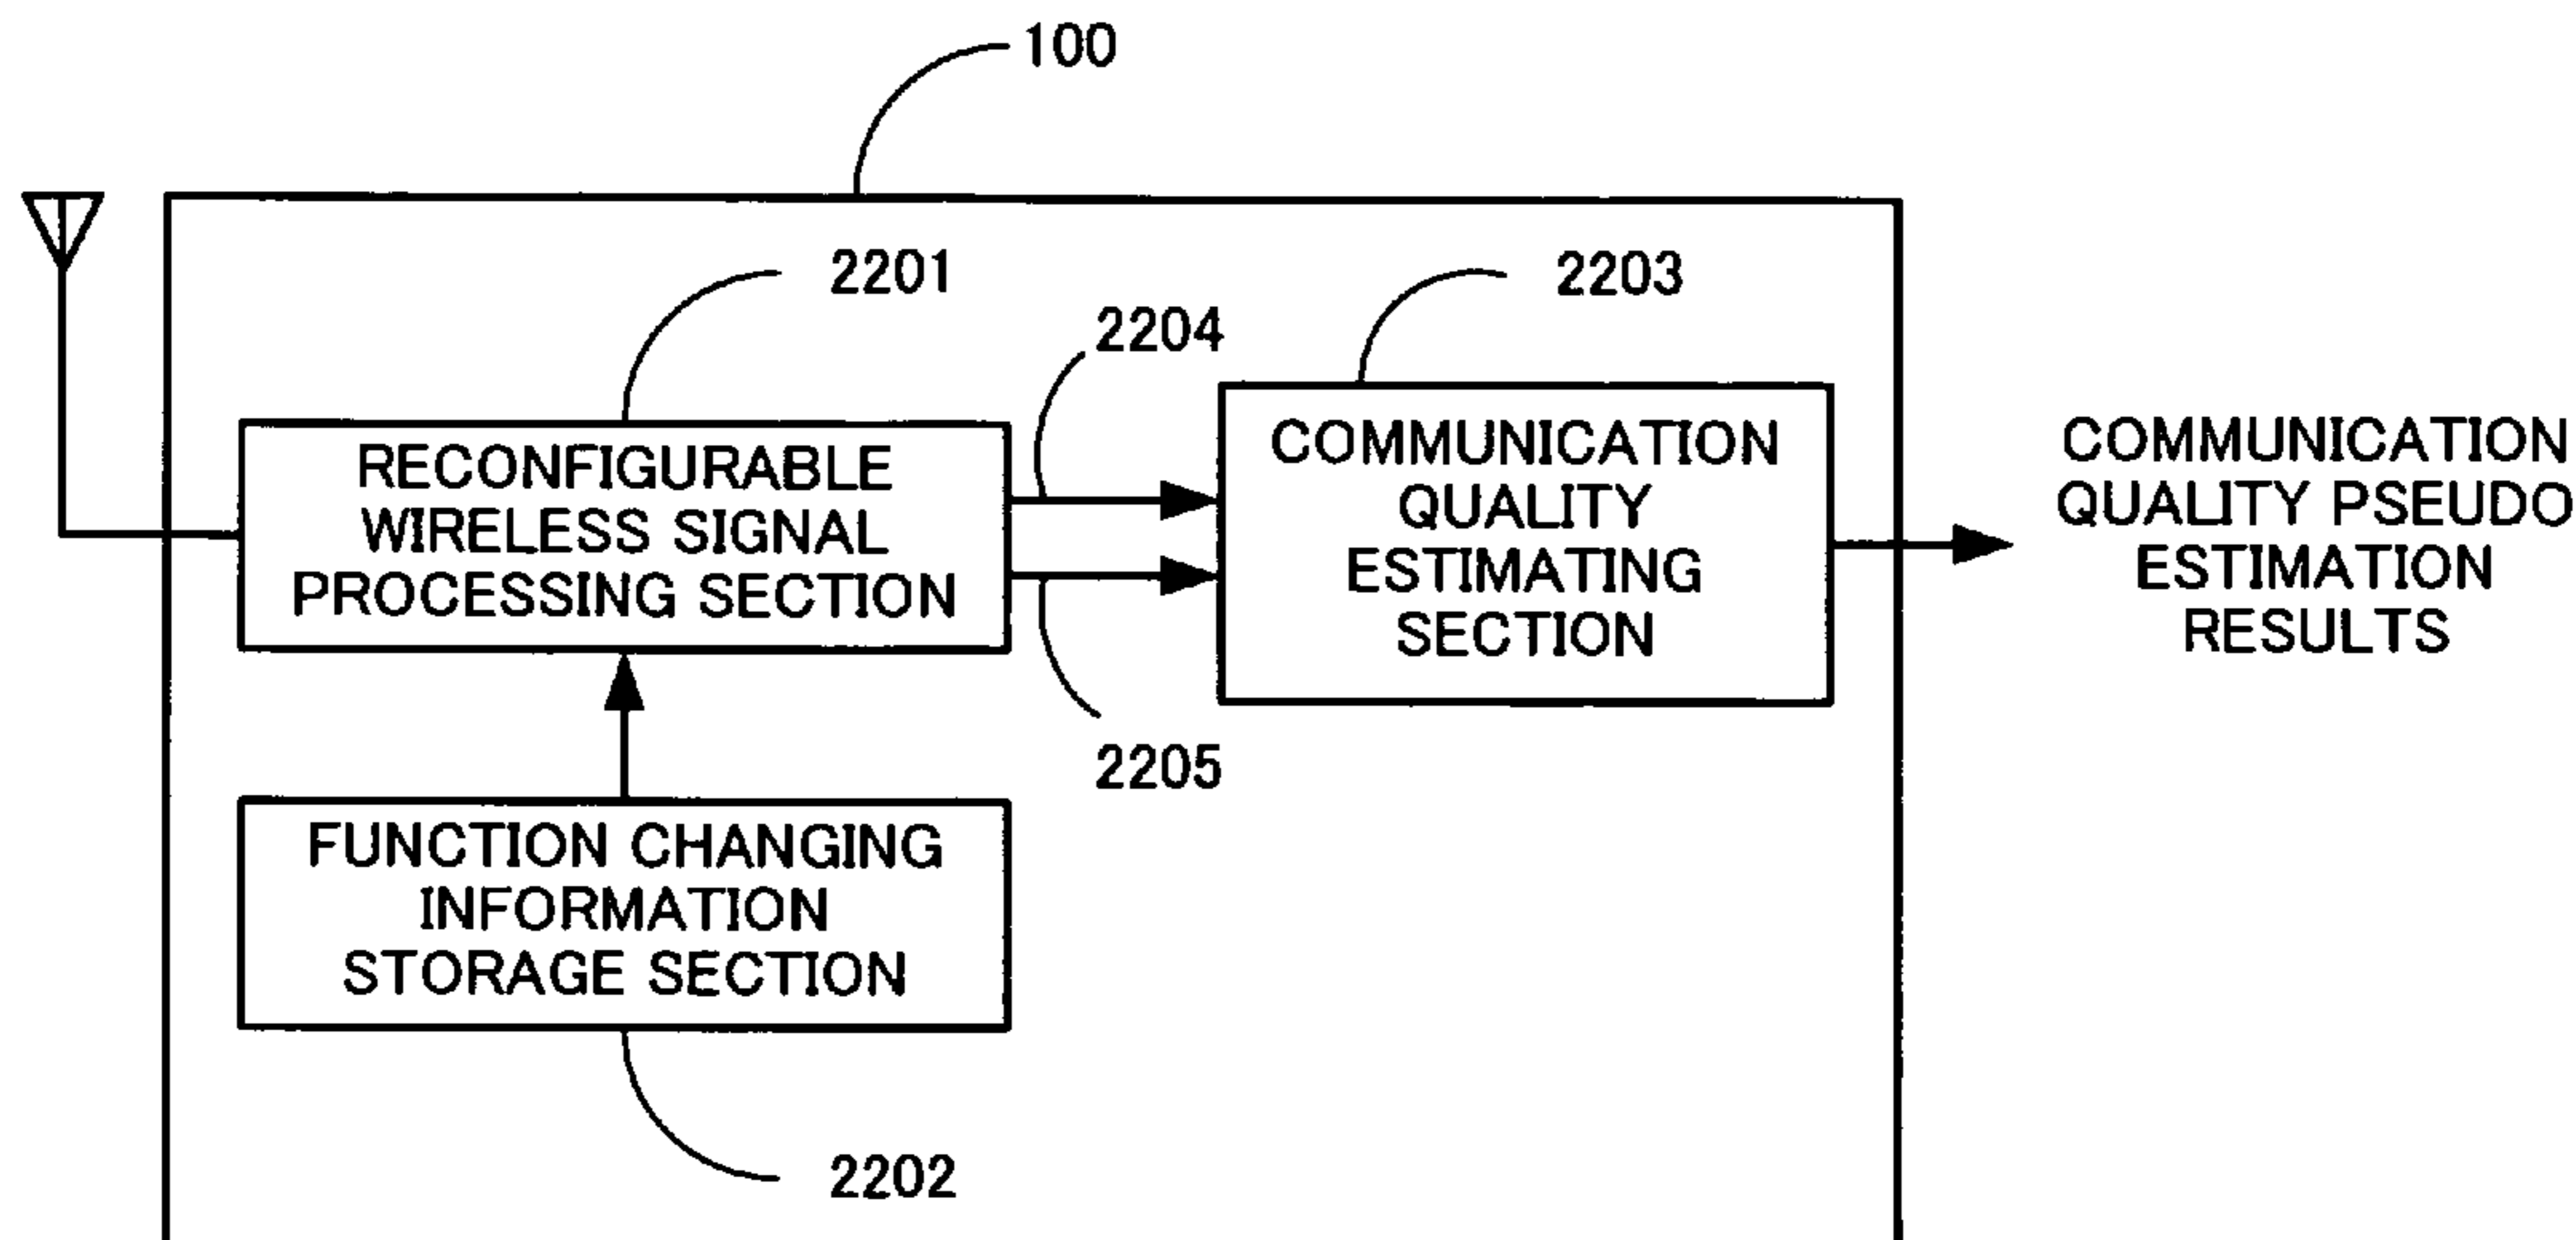 100
2201
2203
2204
RECONFIGURABLE
WIRELESS SIGNAL
PROCESSING SECTION
COMMUNICATION
QUALITY
ESTIMATING
SECTION
COMMUNICATION
QUALITY PSEUDO
ESTIMATION
RESULTS
2205
FUNCTION CHANGING
INFORMATION
STORAGE SECTION
2202